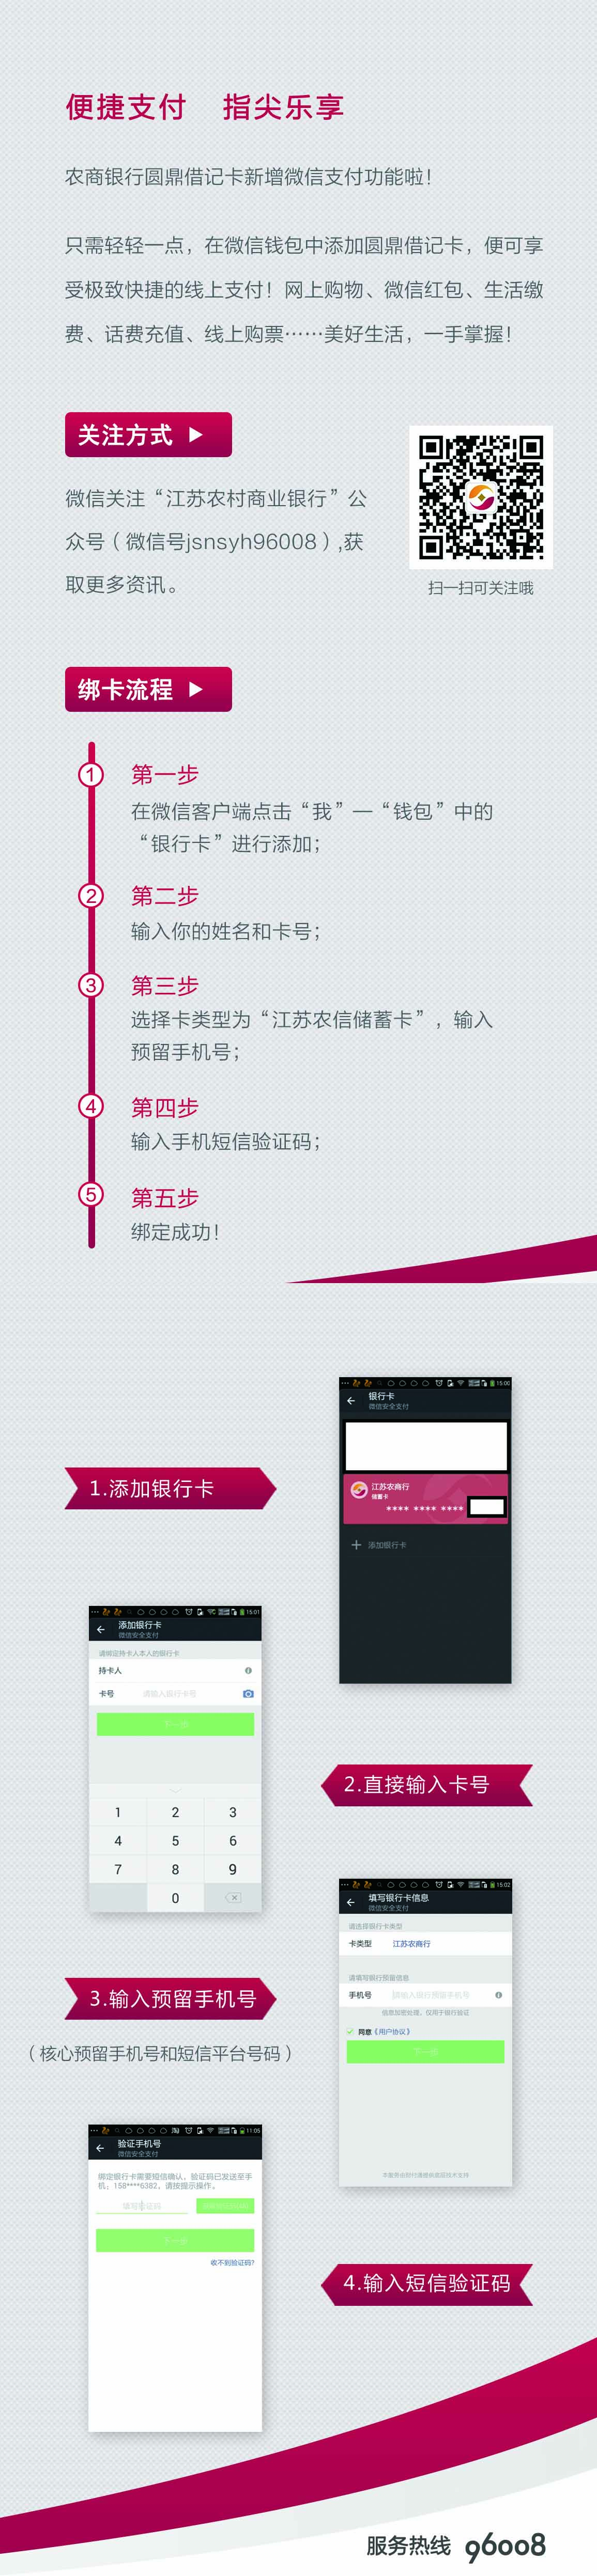 便捷支付　指尖乐享
农商银行圆鼎借记卡新增微信支付功能啦！
只需轻轻一点，在微信钱包中添加圆鼎借记卡，便可享
受极致快捷的线上支付！网上购物、微信红包、生活缴
费、话费充值、线上购票……美好生活，一手掌握！
关注方式
微信关注“江苏农村商业银行”公
众号（微信号jsnsyh96008）,获
取更多资讯。
扫一扫可关注哦
绑卡流程
1 第一步
在微信客户端点击“我”—“钱包”中的
“银行卡”进行添加；
2 第二步
输入你的姓名和卡号；
3 第三步
选择卡类型为“江苏农信储蓄卡”，输入
预留手机号；
4 第四步
输入手机短信验证码；
5 第五步
绑定成功！
15:00
银行卡
微信安全支付
江苏农商行
储蓄卡
**** **** ****
添加银行卡
1.添加银行卡
15:01
添加银行卡
微信安全支付
请绑定持卡人本人的银行卡
持卡人
卡号 请输入银行卡号
下一步
1 2 3
4 5 6
7 8 9
0
2.直接输入卡号
15:02
填写银行卡信息
微信安全支付
请选择银行卡类型
卡类型 江苏农商行
请填写银行预留信息
手机号 请输入银行预留手机号
信息加密处理，仅用于银行验证
同意《用户协议》
下一步
3.输入预留手机号
（核心预留手机号和短信平台号码）
11:05
验证手机号
微信安全支付
绑定银行卡需要短信确认，验证码已发送至手
机：158****6382，请按提示操作。
填写验证码
下一步
收不到验证码?
4.输入短信验证码
服务热线 96008